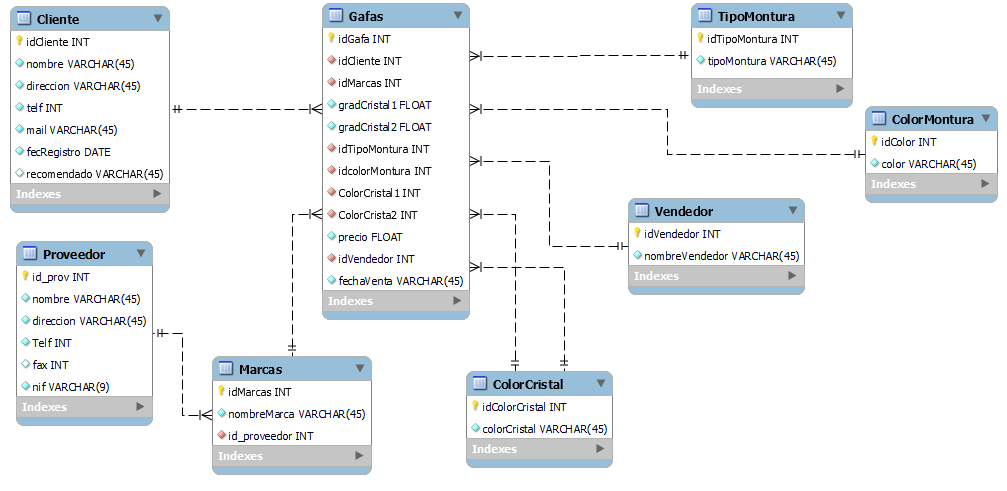 Cliente
idCliente INT
nombre VARCHAR(45)
direccion VARCHAR(45)
telf INT
mail VARCHAR(45)
fecRegistro DATE
recomendado VARCHAR(45)
Indexes
Gafas
idGafa INT
idCliente INT
idMarcas INT
gradCristal1 FLOAT
gradCristal2 FLOAT
idTipoMontura INT
idcolorMontura INT
ColorCristal1 INT
ColorCrista2 INT
precio FLOAT
idVendedor INT
fechaVenta VARCHAR(45)
Indexes
TipoMontura
idTipoMontura INT
tipoMontura VARCHAR(45)
Indexes
ColorMontura
idColor INT
color VARCHAR(45)
Indexes
Vendedor
idVendedor INT
nombreVendedor VARCHAR(45)
Indexes
Proveedor
id_prov INT
nombre VARCHAR(45)
direccion VARCHAR(45)
Telf INT
fax INT
nif VARCHAR(9)
Indexes
Marcas
idMarcas INT
nombreMarca VARCHAR(45)
id_proveedor INT
Indexes
ColorCristal
idColorCristal INT
colorCristal VARCHAR(45)
Indexes